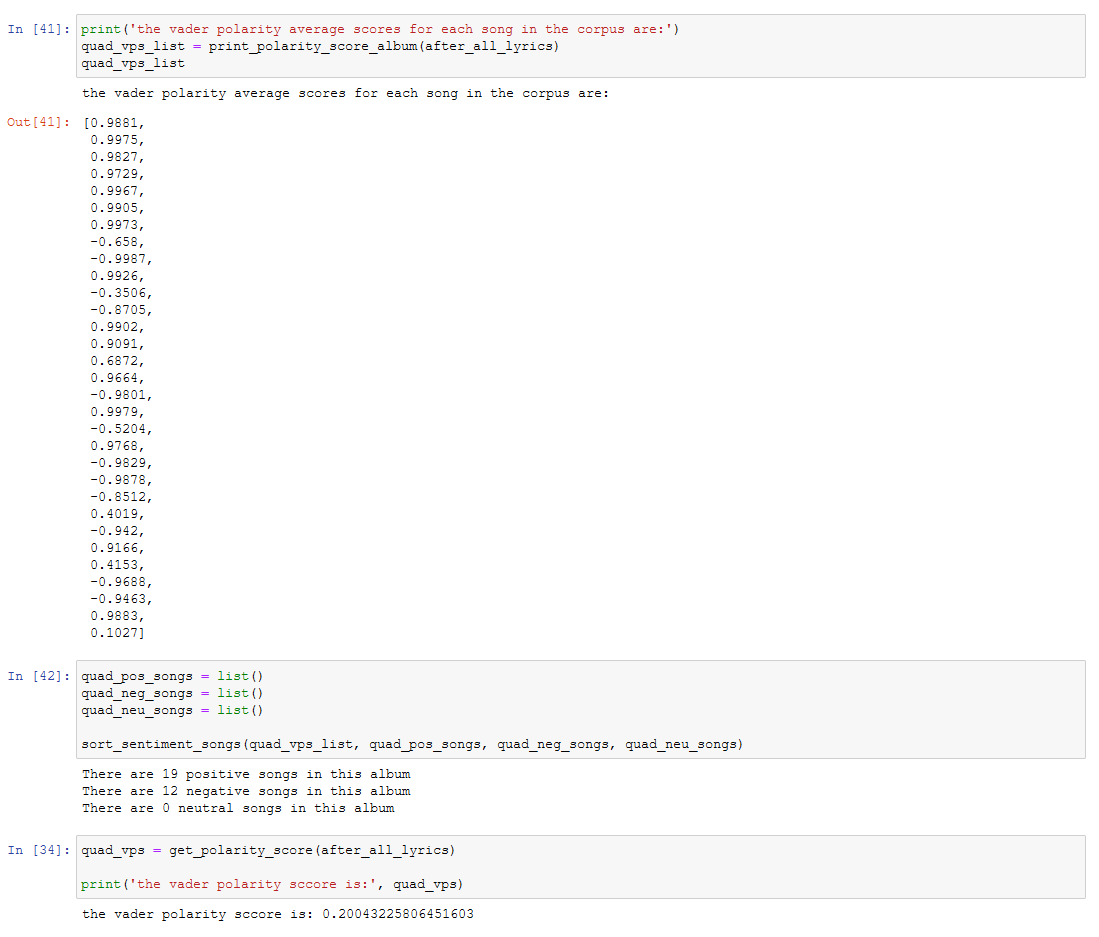 In [41]: print('the vader polarity average scores for each song in the corpus are:')
quad_vps_list = print_polarity_score_album(after_all_lyrics)
quad_vps_list
the vader polarity average scores for each song in the corpus are:
Out[41]: [0.9881,
0.9975,
0.9827,
0.9729,
0.9967,
0.9905,
0.9973,
-0.658,
-0.9987,
0.9926,
-0.3506,
-0.8705,
0.9902,
0.9091,
0.6872,
0.9664,
-0.9801,
0.9979,
-0.5204,
0.9768,
-0.9829,
-0.9878,
-0.8512,
0.4019,
-0.942,
0.9166,
0.4153,
-0.9688,
-0.9463,
0.9883,
0.1027]
In [42]: quad_pos_songs = list()
quad_neg_songs = list()
quad_neu_songs = list()
sort_sentiment_songs(quad_vps_list, quad_pos_songs, quad_neg_songs, quad_neu_songs)
There are 19 positive songs in this album
There are 12 negative songs in this album
There are 0 neutral songs in this album
In [34]: quad_vps = get_polarity_score(after_all_lyrics)
print('the vader polarity sccore is:', quad_vps)
the vader polarity sccore is: 0.20043225806451603